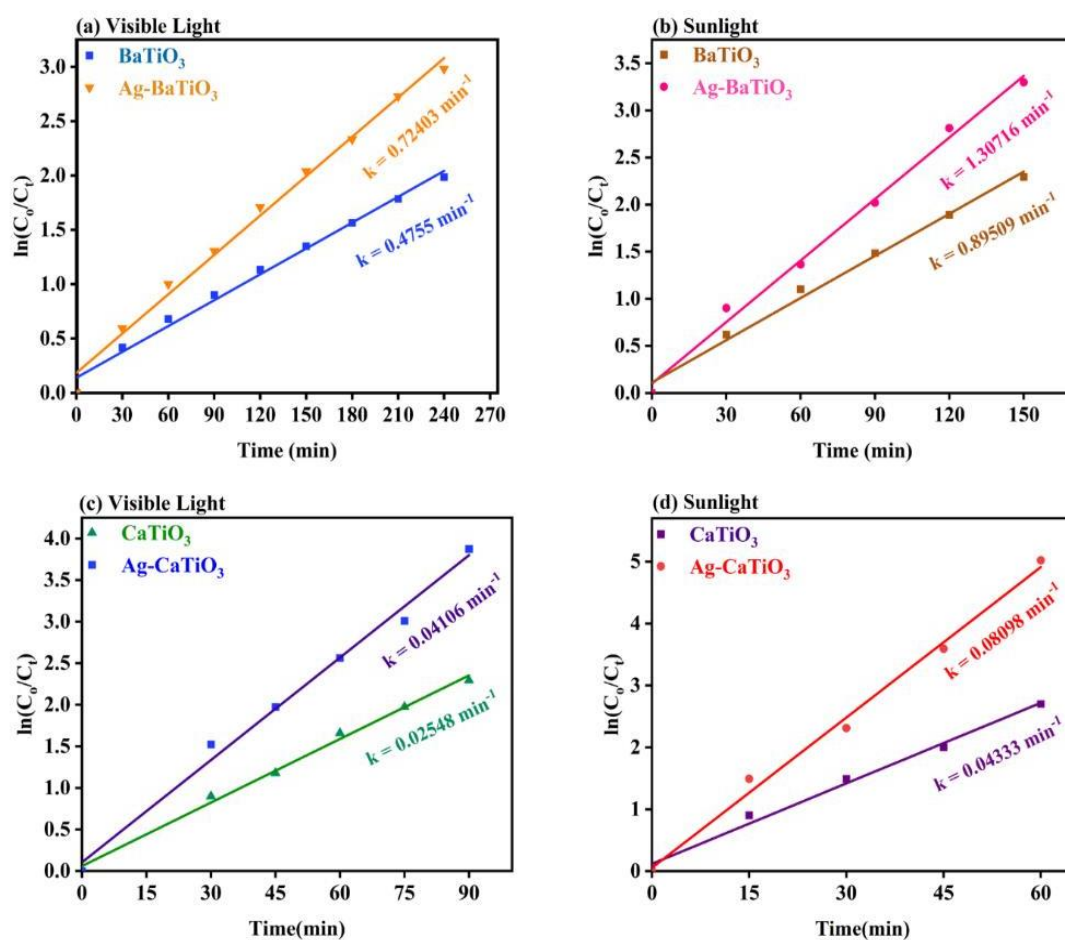 (a) Visible Light
BaTiO₃
Ag-BaTiO₃
k = 0.72403 min⁻¹
k = 0.4755 min⁻¹
ln(Cₒ/Cₜ)
3.0
2.5
2.0
1.5
1.0
0.5
0.0
0 30 60 90 120 150 180 210 240 270
Time (min)
(b) Sunlight
BaTiO₃
Ag-BaTiO₃
k = 1.30716 min⁻¹
k = 0.89509 min⁻¹
ln(Cₒ/Cₜ)
3.5
3.0
2.5
2.0
1.5
1.0
0.5
0.0
0 30 60 90 120 150
Time (min)
(c) Visible Light
CaTiO₃
Ag-CaTiO₃
k = 0.04106 min⁻¹
k = 0.02548 min⁻¹
ln(Cₒ/Cₜ)
4.0
3.5
3.0
2.5
2.0
1.5
1.0
0.5
0.0
0 15 30 45 60 75 90
Time(min)
(d) Sunlight
CaTiO₃
Ag-CaTiO₃
k = 0.08098 min⁻¹
k = 0.04333 min⁻¹
ln(Cₒ/Cₜ)
5
4
3
2
1
0
0 15 30 45 60
Time(min)